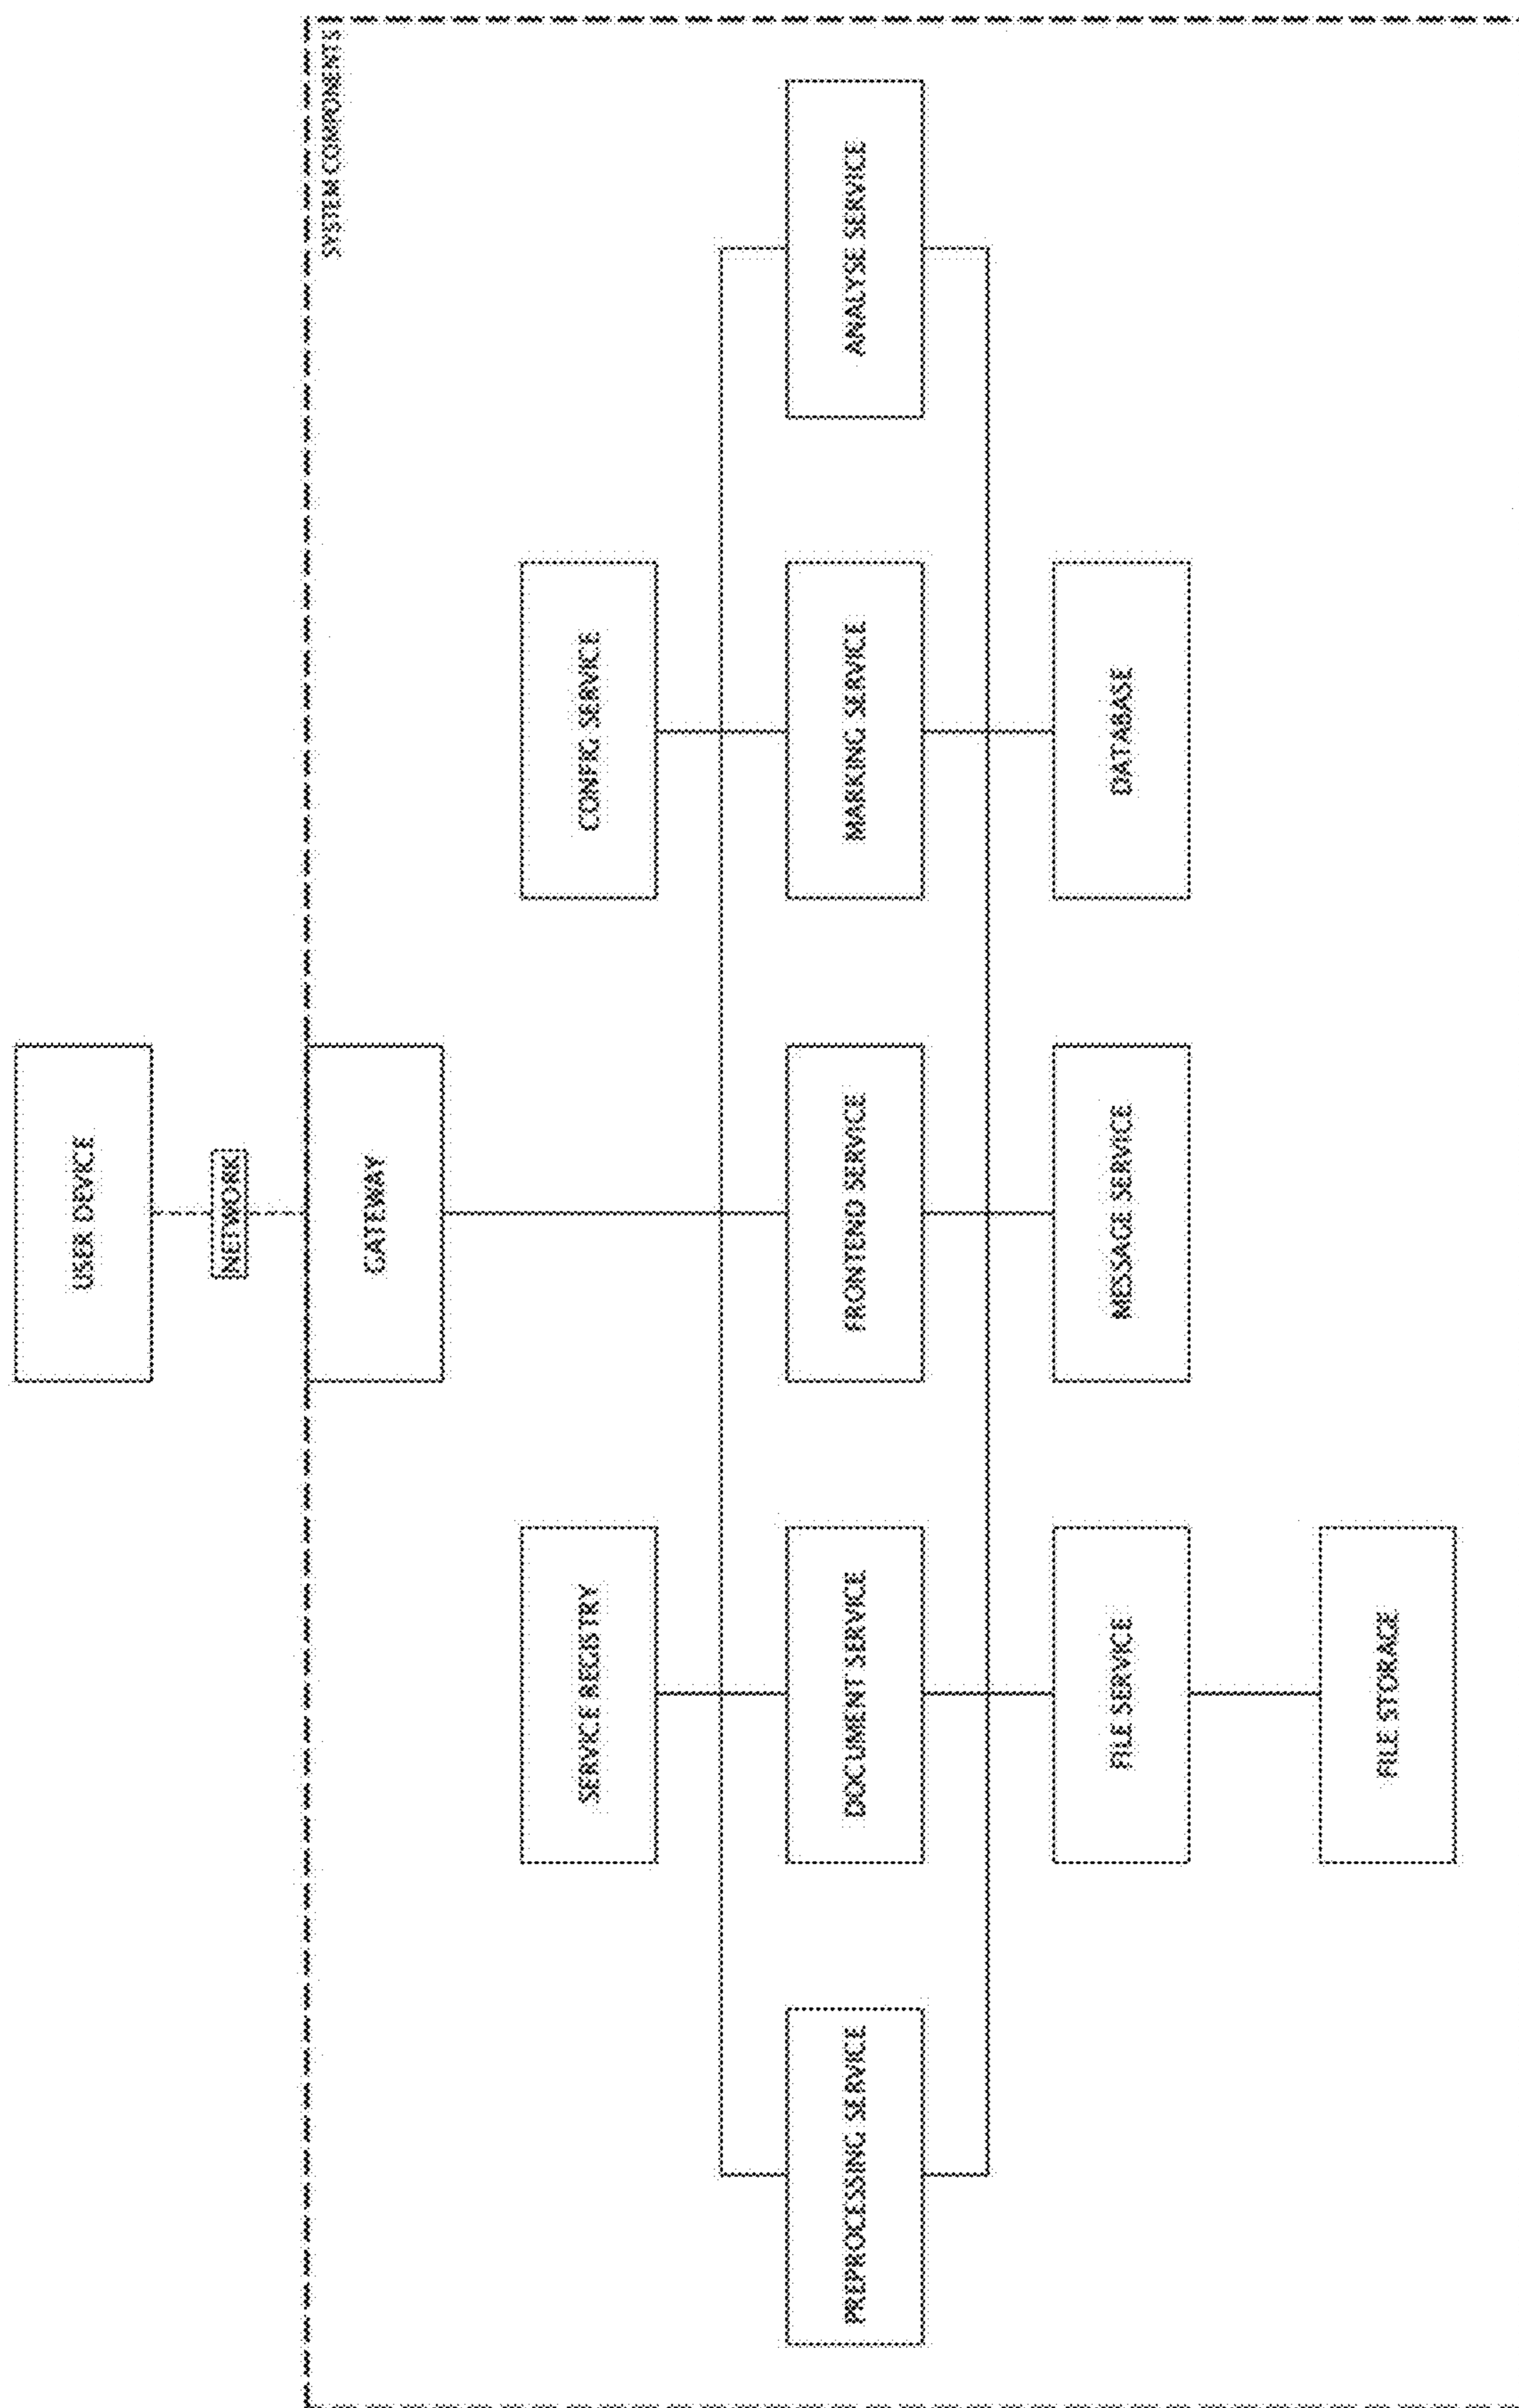 USER DEVICE
NETWORK
SYSTEM COMPONENTS
GATEWAY
SERVICE REGISTRY
CONFIG SERVICE
PREPROCESSING SERVICE
DOCUMENT SERVICE
FRONTEND SERVICE
MARKING SERVICE
ANALYSE SERVICE
FILE SERVICE
MESSAGE SERVICE
DATABASE
FILE STORAGE